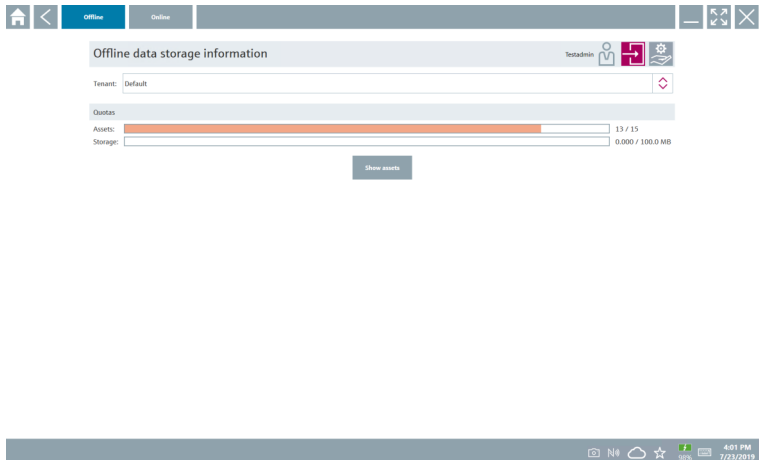 Offline
Online
Offline data storage information
Testadmin
Tenant: Default
Quotas
Assets: 13 / 15
Storage: 0.000 / 100.0 MB
Show assets
98%
4:01 PM
7/23/2019